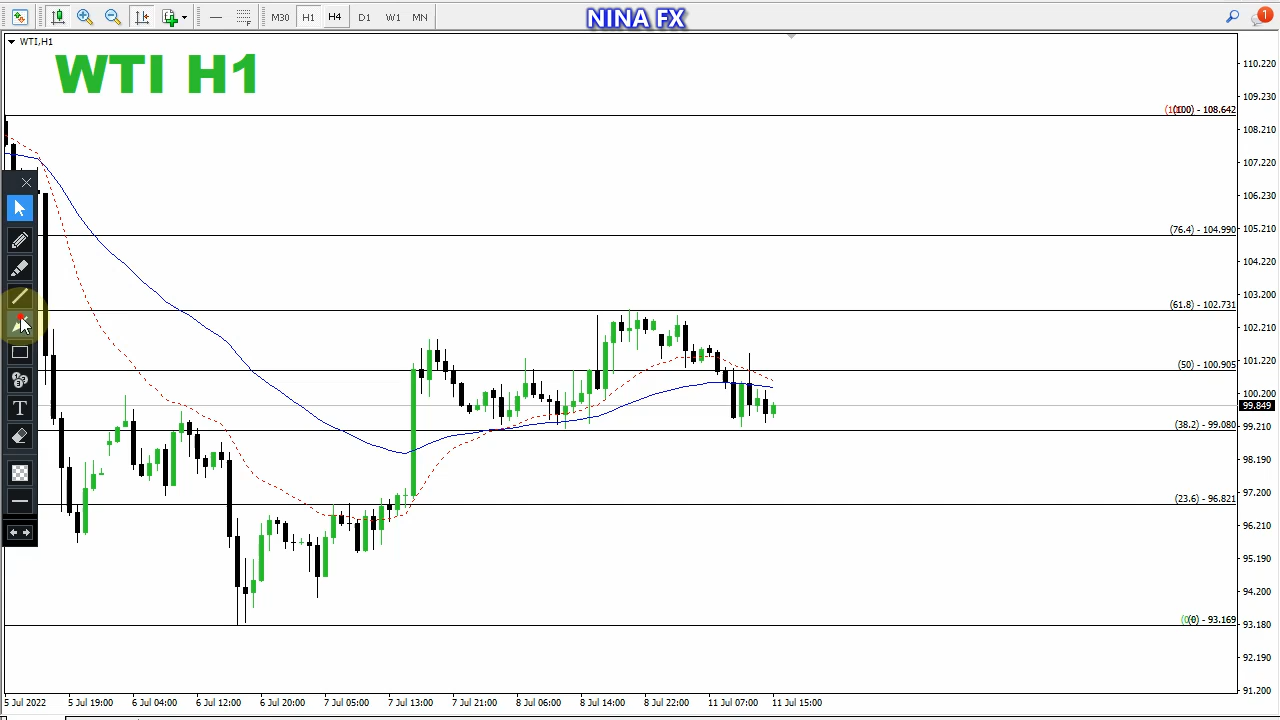 M30 H1 H4 D1 W1 MN
NINA FX
1
WTI,H1
WTI H1
110.220
109.230
(100) - 108.642
108.210
107.220
106.230
(76.4) - 104.990
105.210
104.220
103.200
(61.8) - 102.731
102.210
(50) - 100.905
101.220
100.200
99.849
(38.2) - 99.080
99.210
98.190
(23.6) - 96.821
97.200
96.210
95.190
94.200
(0) - 93.169
93.180
92.190
91.200
T
5 Jul 2022 5 Jul 19:00 6 Jul 04:00 6 Jul 12:00 6 Jul 20:00 7 Jul 05:00 7 Jul 13:00 7 Jul 21:00 8 Jul 06:00 8 Jul 14:00 8 Jul 22:00 11 Jul 07:00 11 Jul 15:00